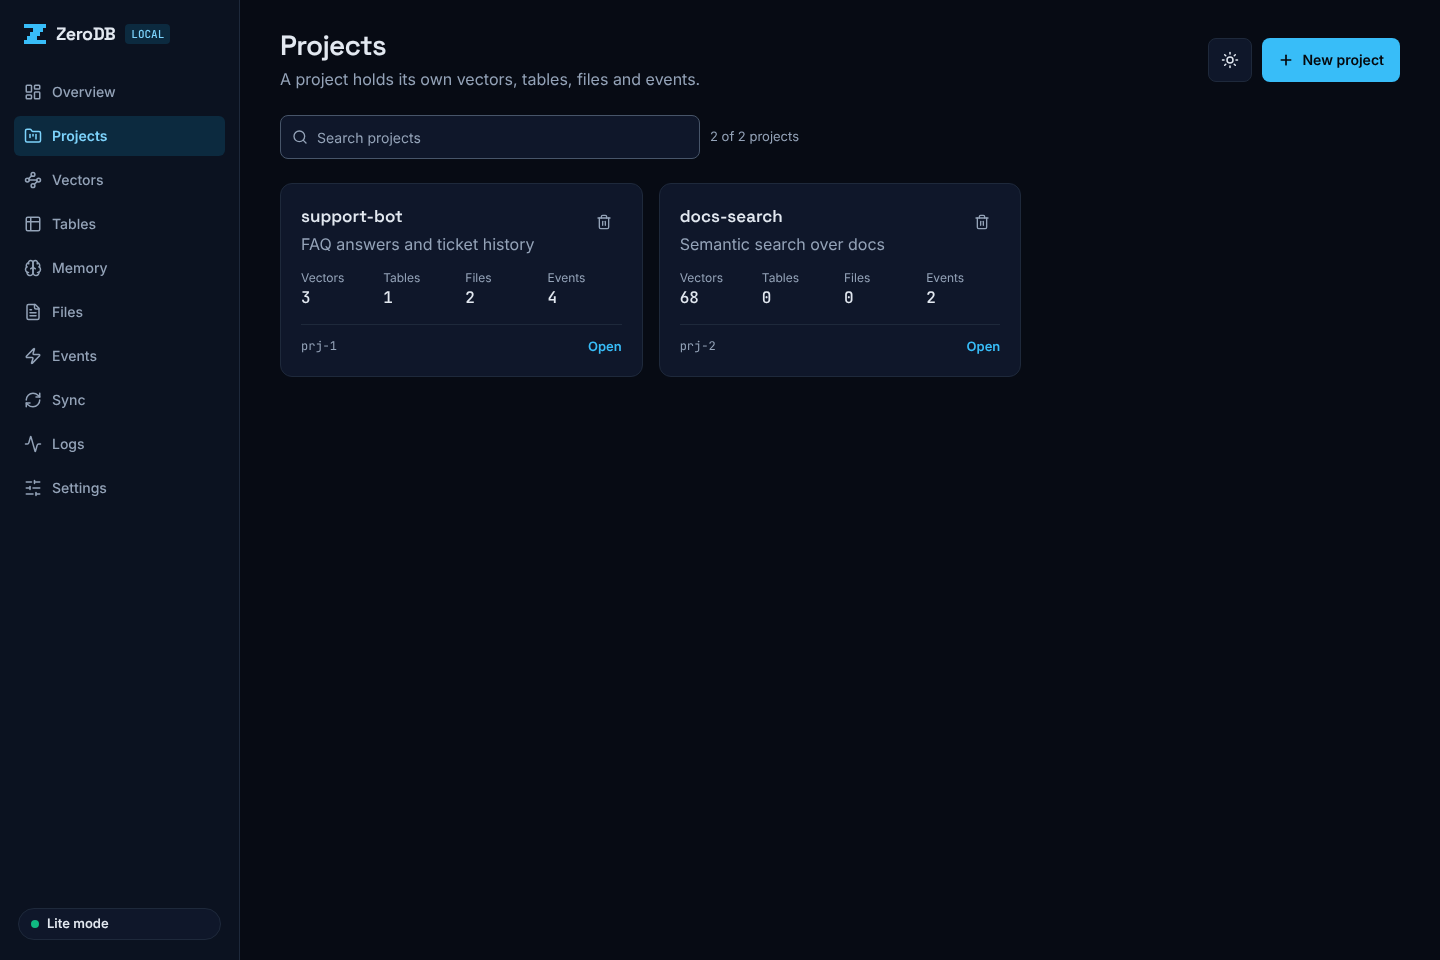 ZeroDB LOCAL
Overview
Projects
Vectors
Tables
Memory
Files
Events
Sync
Logs
Settings
Lite mode
Projects
A project holds its own vectors, tables, files and events.
New project
Search projects
2 of 2 projects
support-bot
FAQ answers and ticket history
Vectors Tables Files Events
3 1 2 4
prj-1 Open
docs-search
Semantic search over docs
Vectors Tables Files Events
68 0 0 2
prj-2 Open